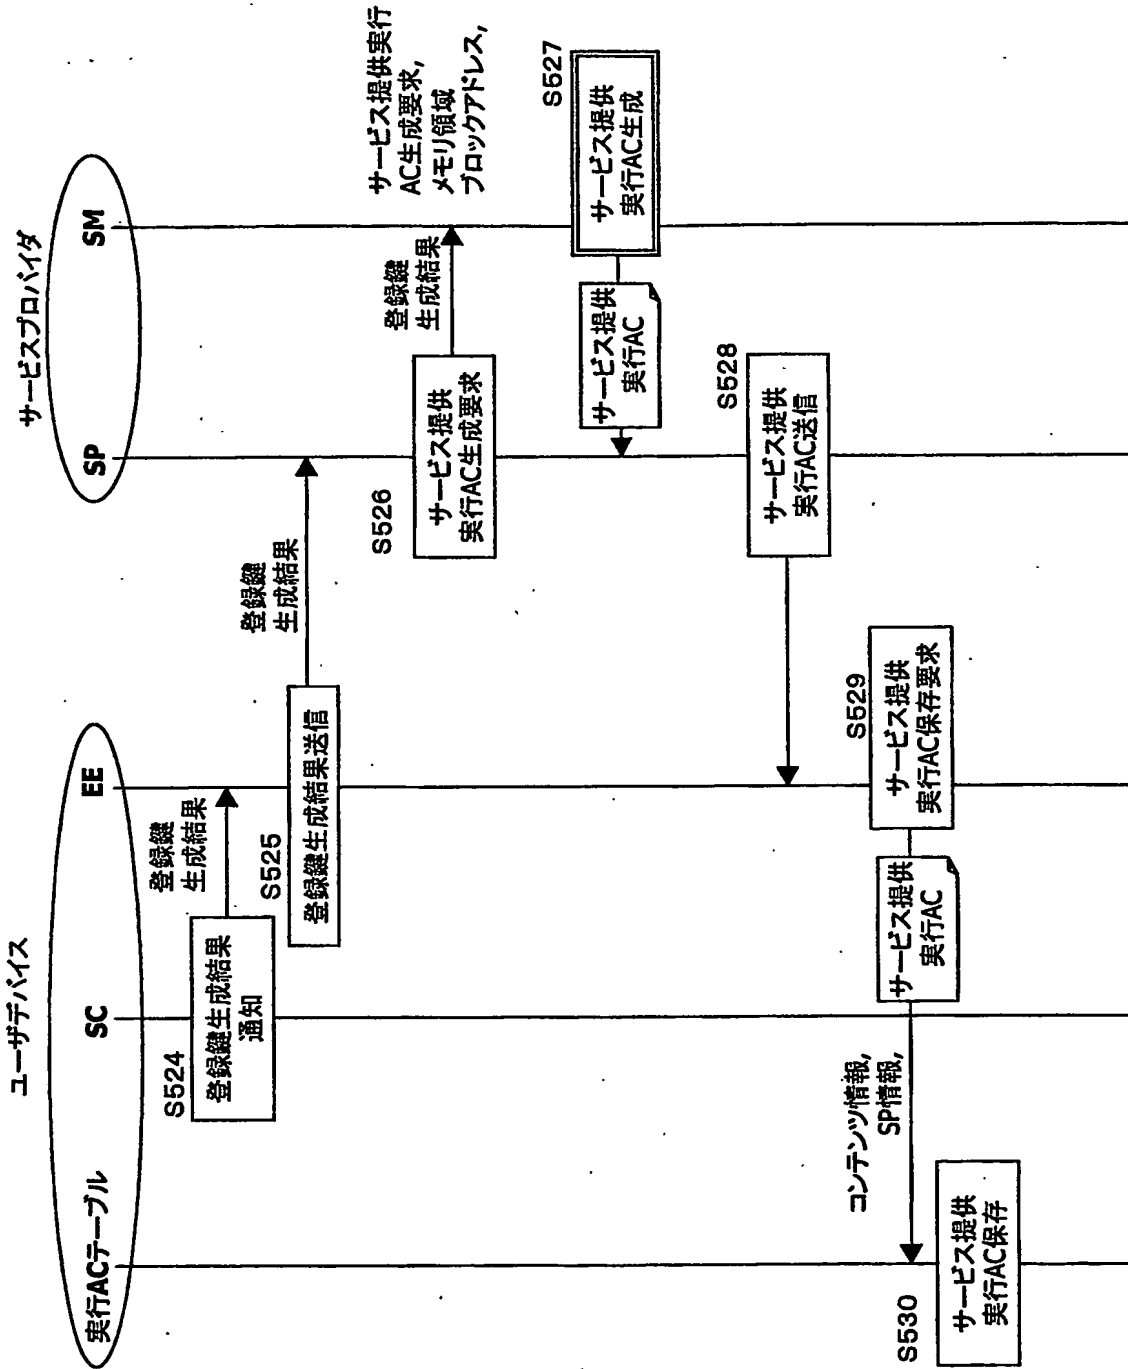 ユーザデバイス
サービスプロバイダ
実行ACテーブル
SC
EE
SP
SM
S524
登録鍵生成結果
通知
登録鍵
生成結果
S525
登録鍵生成結果送信
登録鍵
生成結果
S526
サービス提供
実行AC生成要求
登録鍵
生成結果
サービス提供実行
AC生成要求,
メモリ領域
ブロックアドレス,
S527
サービス提供
実行AC生成
サービス提供
実行AC
S528
サービス提供
実行AC送信
S529
サービス提供
実行AC保存要求
サービス提供
実行AC
コンテンツ情報,
SP情報,
S530
サービス提供
実行AC保存